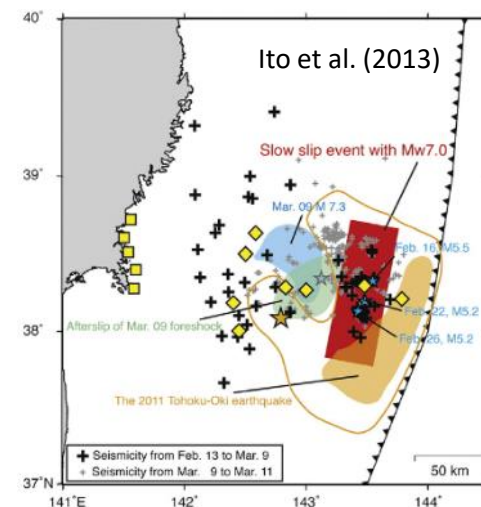 40°
Ito et al. (2013)
Slow slip event with Mw7.0
39°
Mar. 09 M 7.3
Feb. 16, M5.5
Feb. 22, M5.2
38°
Afterslip of Mar. 09 foreshock
Feb. 26, M5.2
The 2011 Tohoku-Oki earthquake
Seismicity from Feb. 13 to Mar. 9
Seismicity from Mar. 9 to Mar. 11
50 km
37°N
141°E
142°
143°
144°